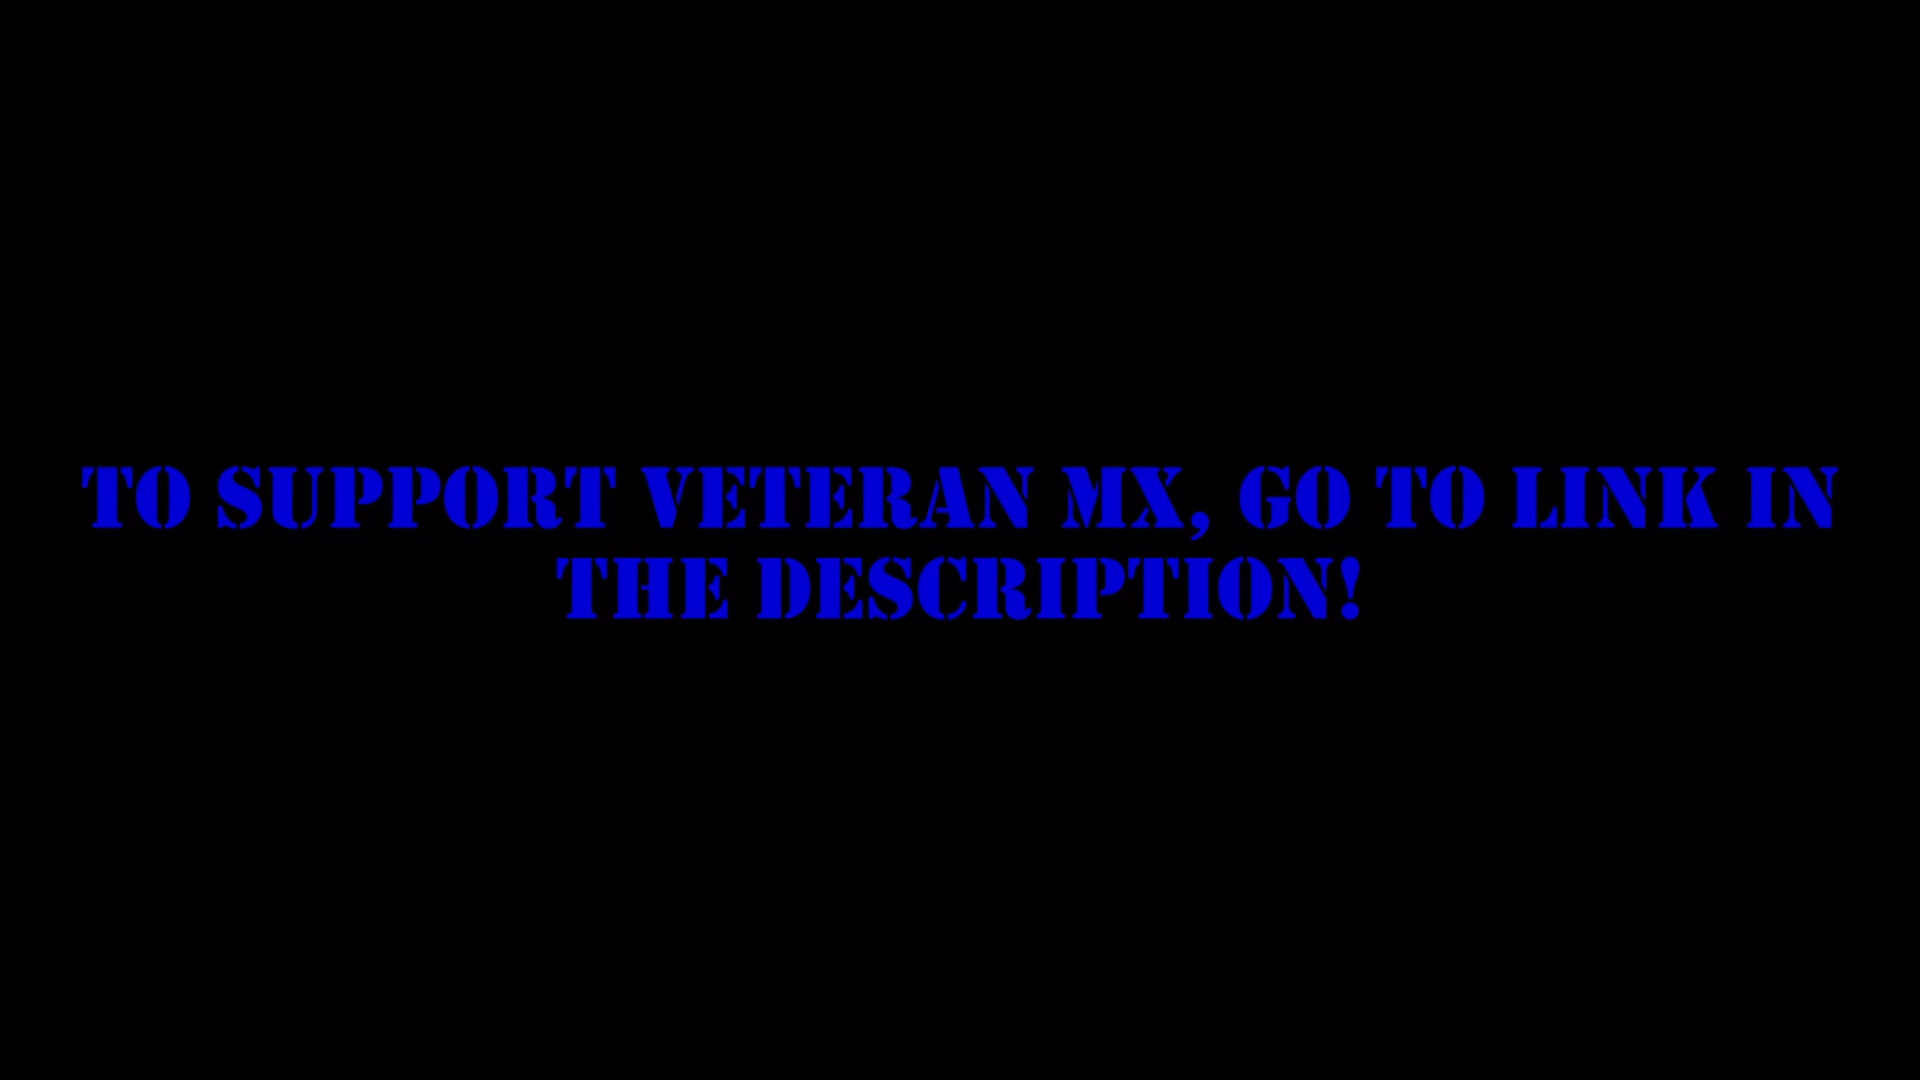 TO SUPPORT VETERAN MX, GO TO LINK IN
THE DESCRIPTION!